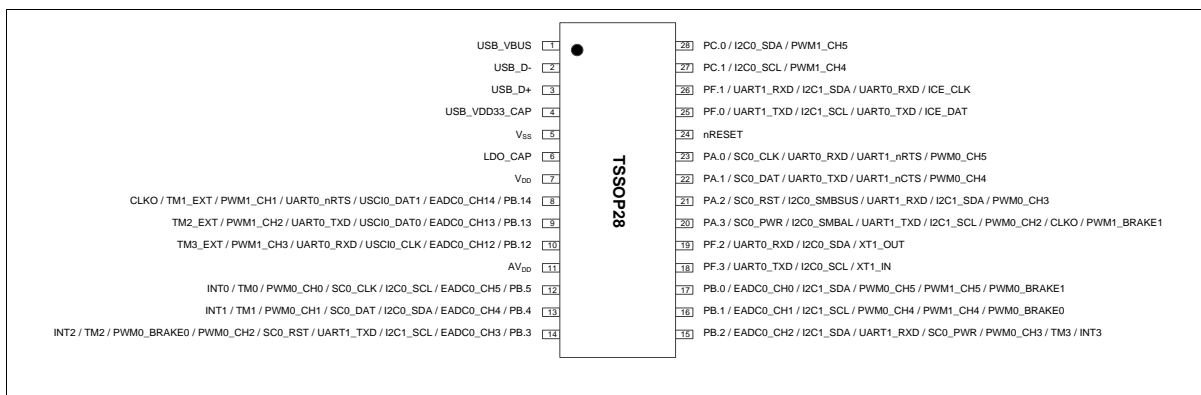 USB_VBUS 1
USB_D- 2
USB_D+ 3
USB_VDD33_CAP 4
VSS 5
LDO_CAP 6
VDD 7
CLKO / TM1_EXT / PWM1_CH1 / UART0_nRTS / USCI0_DAT1 / EADC0_CH14 / PB.14 8
TM2_EXT / PWM1_CH2 / UART0_TXD / USCI0_DAT0 / EADC0_CH13 / PB.13 9
TM3_EXT / PWM1_CH3 / UART0_RXD / USCI0_CLK / EADC0_CH12 / PB.12 10
AVDD 11
INT0 / TM0 / PWM0_CH0 / SC0_CLK / I2C0_SCL / EADC0_CH5 / PB.5 12
INT1 / TM1 / PWM0_CH1 / SC0_DAT / I2C0_SDA / EADC0_CH4 / PB.4 13
INT2 / TM2 / PWM0_BRAKE0 / PWM0_CH2 / SC0_RST / UART1_TXD / I2C1_SCL / EADC0_CH3 / PB.3 14
TSSOP28
28 PC.0 / I2C0_SDA / PWM1_CH5
27 PC.1 / I2C0_SCL / PWM1_CH4
26 PF.1 / UART1_RXD / I2C1_SDA / UART0_RXD / ICE_CLK
25 PF.0 / UART1_TXD / I2C1_SCL / UART0_TXD / ICE_DAT
24 nRESET
23 PA.0 / SC0_CLK / UART0_RXD / UART1_nRTS / PWM0_CH5
22 PA.1 / SC0_DAT / UART0_TXD / UART1_nCTS / PWM0_CH4
21 PA.2 / SC0_RST / I2C0_SMBSUS / UART1_RXD / I2C1_SDA / PWM0_CH3
20 PA.3 / SC0_PWR / I2C0_SMBAL / UART1_TXD / I2C1_SCL / PWM0_CH2 / CLKO / PWM1_BRAKE1
19 PF.2 / UART0_RXD / I2C0_SDA / XT1_OUT
18 PF.3 / UART0_TXD / I2C0_SCL / XT1_IN
17 PB.0 / EADC0_CH0 / I2C1_SDA / PWM0_CH5 / PWM1_CH5 / PWM0_BRAKE1
16 PB.1 / EADC0_CH1 / I2C1_SCL / PWM0_CH4 / PWM1_CH4 / PWM0_BRAKE0
15 PB.2 / EADC0_CH2 / I2C1_SDA / UART1_RXD / SC0_PWR / PWM0_CH3 / TM3 / INT3